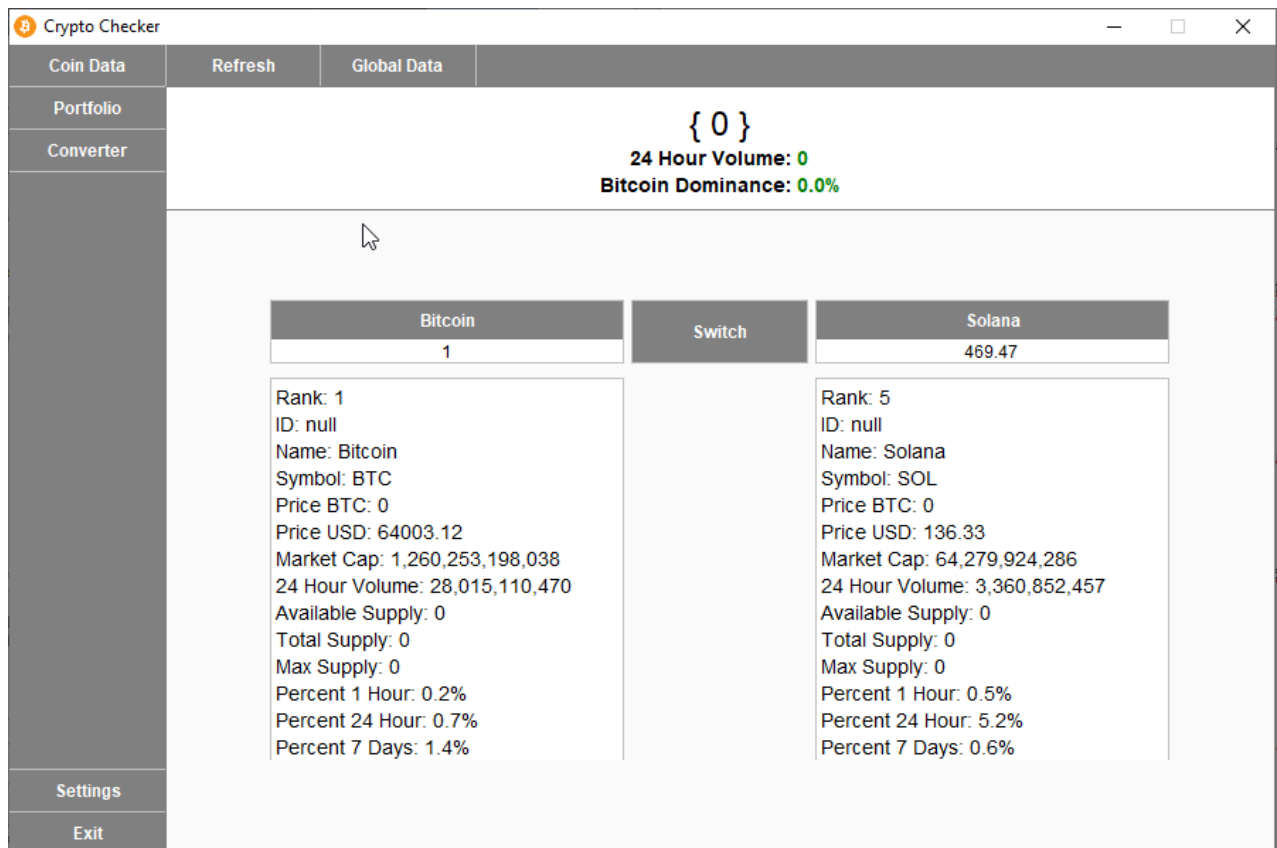 Crypto Checker
Coin Data
Refresh
Global Data
Portfolio
Converter
{ 0 }
24 Hour Volume: 0
Bitcoin Dominance: 0.0%
Bitcoin
1
Switch
Solana
469.47
Rank: 1
ID: null
Name: Bitcoin
Symbol: BTC
Price BTC: 0
Price USD: 64003.12
Market Cap: 1,260,253,198,038
24 Hour Volume: 28,015,110,470
Available Supply: 0
Total Supply: 0
Max Supply: 0
Percent 1 Hour: 0.2%
Percent 24 Hour: 0.7%
Percent 7 Days: 1.4%
Rank: 5
ID: null
Name: Solana
Symbol: SOL
Price BTC: 0
Price USD: 136.33
Market Cap: 64,279,924,286
24 Hour Volume: 3,360,852,457
Available Supply: 0
Total Supply: 0
Max Supply: 0
Percent 1 Hour: 0.5%
Percent 24 Hour: 5.2%
Percent 7 Days: 0.6%
Settings
Exit